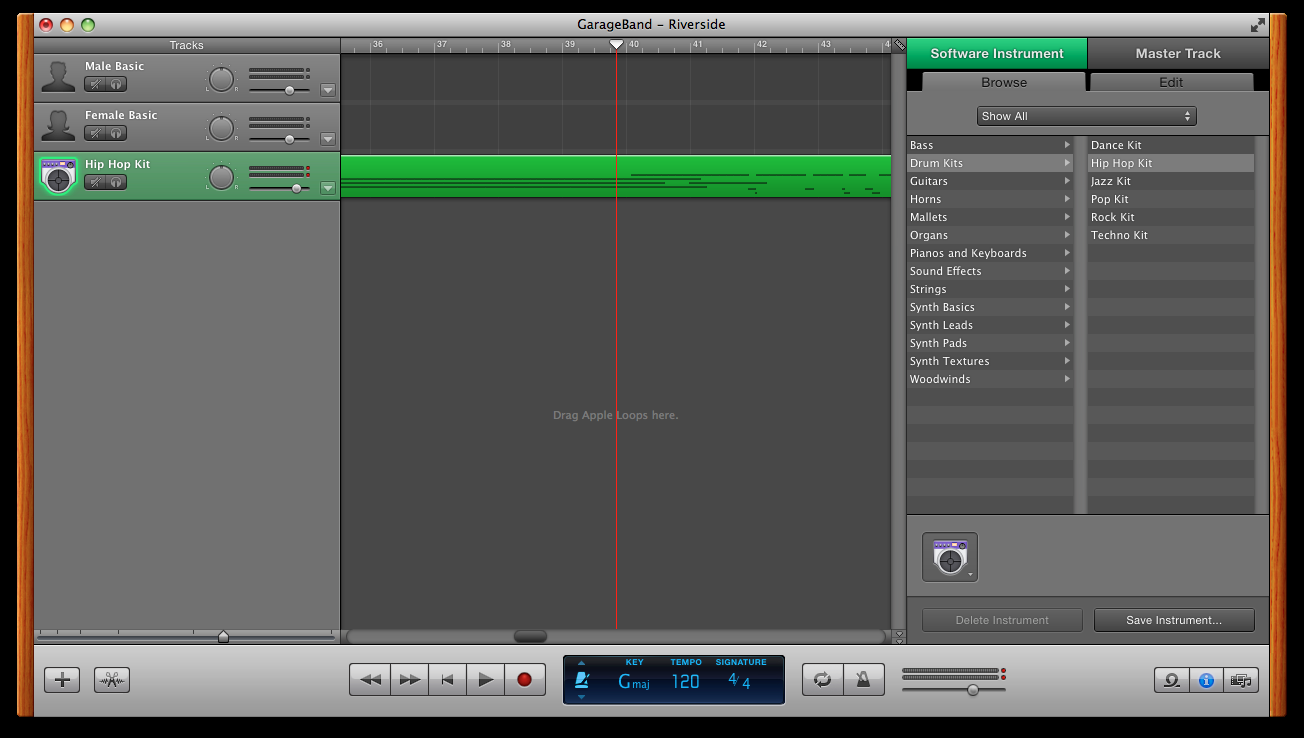 GarageBand – Riverside
Tracks
36 37 38 39 40 41 42 43 4
Software Instrument
Master Track
Browse
Edit
Show All
Male Basic
L R
Female Basic
L R
Hip Hop Kit
L R
Bass
Drum Kits
Guitars
Horns
Mallets
Organs
Pianos and Keyboards
Sound Effects
Strings
Synth Basics
Synth Leads
Synth Pads
Synth Textures
Woodwinds
Dance Kit
Hip Hop Kit
Jazz Kit
Pop Kit
Rock Kit
Techno Kit
Drag Apple Loops here.
Delete Instrument
Save Instrument...
KEY TEMPO SIGNATURE
Gmaj 120 4/4